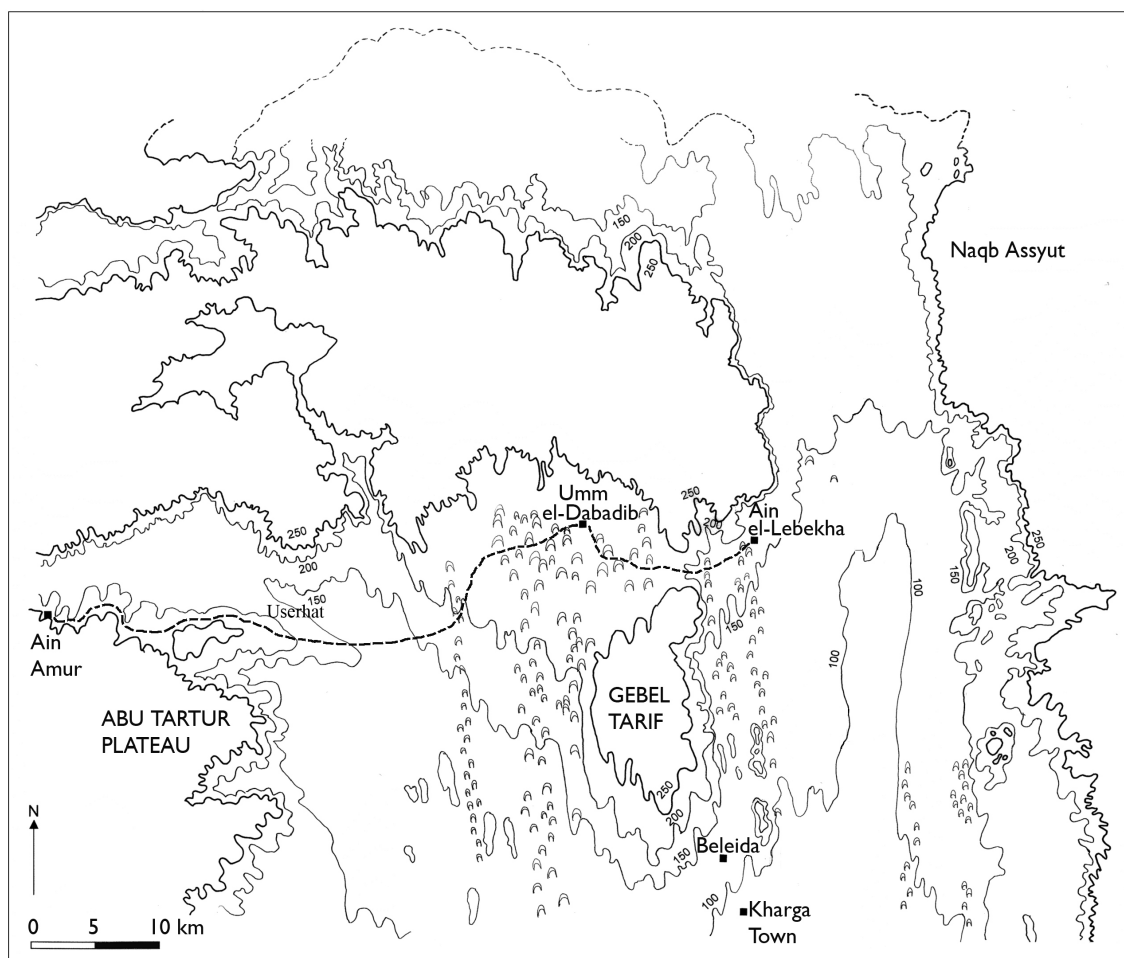 150
200
250
Naqb Assyut
Umm
el-Dabadib
250
200
Ain
el-Lebekha
250
200
150
Userhat
250
200
150
100
100
150
Ain
Amur
ABU TARTUR
PLATEAU
GEBEL
TARIF
250
200
150
Beleida
100
Kharga
Town
N
0 5 10 km